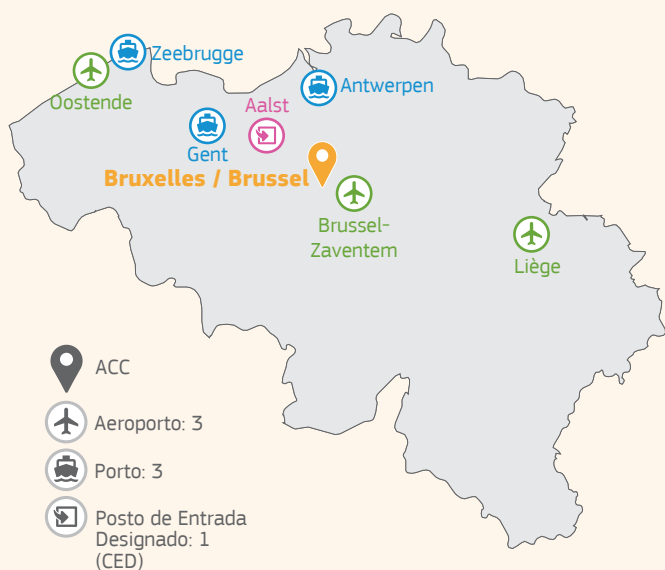 Zeebrugge
Oostende
Antwerpen
Aalst
Gent
Bruxelles / Brussel
Brussel-
Zaventem
Liège
ACC
Aeroporto: 3
Porto: 3
Posto de Entrada
Designado: 1
(CED)